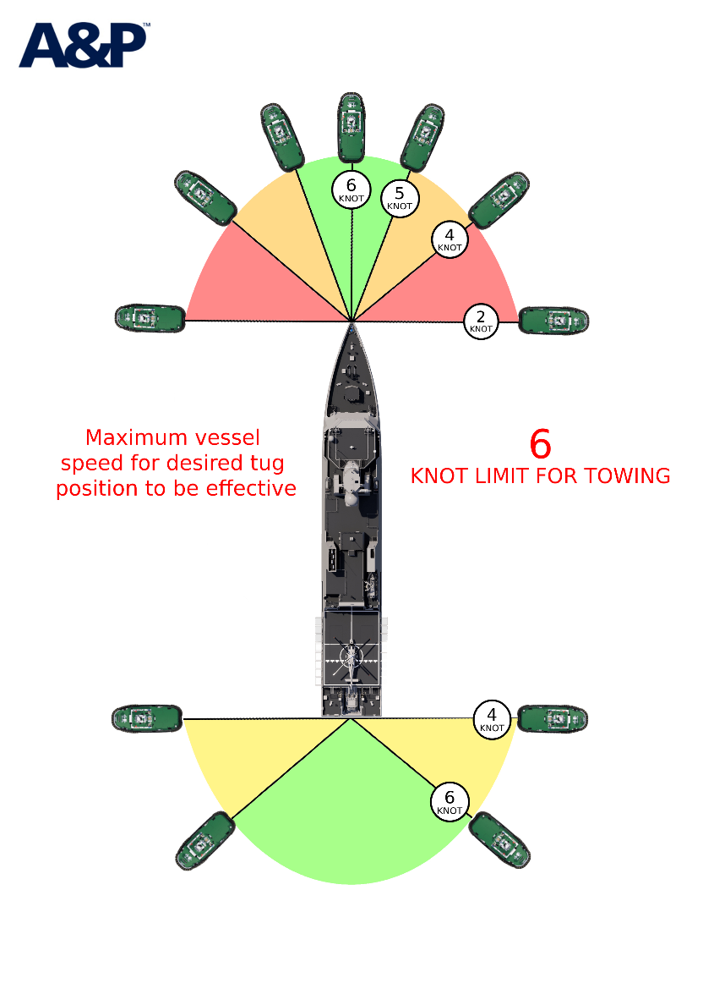 A&P™
6
KNOT
5
KNOT
4
KNOT
2
KNOT
Maximum vessel
speed for desired tug
position to be effective
6
KNOT LIMIT FOR TOWING
4
KNOT
6
KNOT